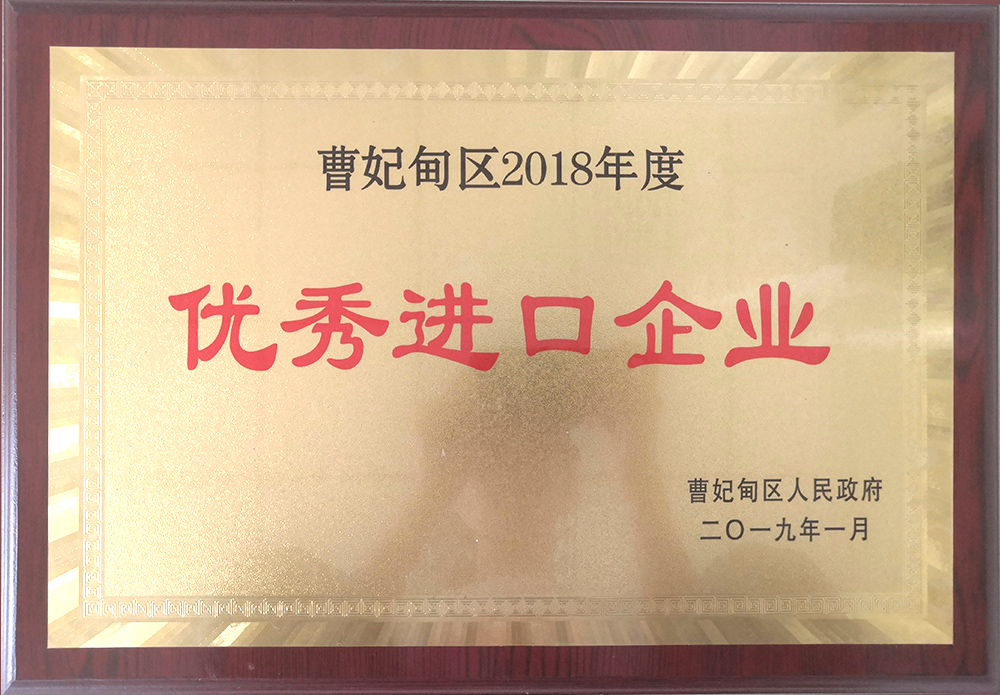 曹妃甸区2018年度
优秀进口企业
曹妃甸区人民政府
二〇一九年一月